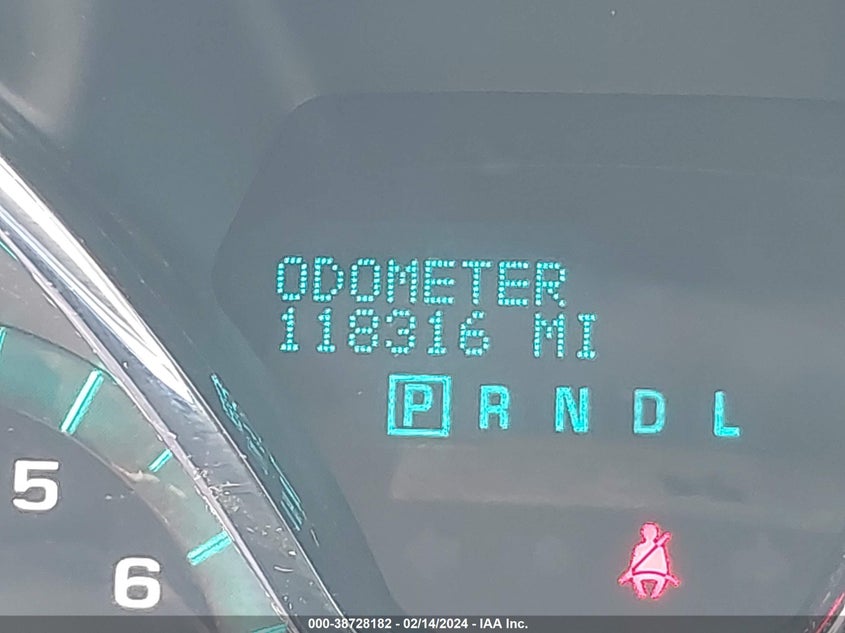 ODOMETER
118316 MI
P R N D L
5
6
000-38728182 - 02/14/2024 - IAA Inc.